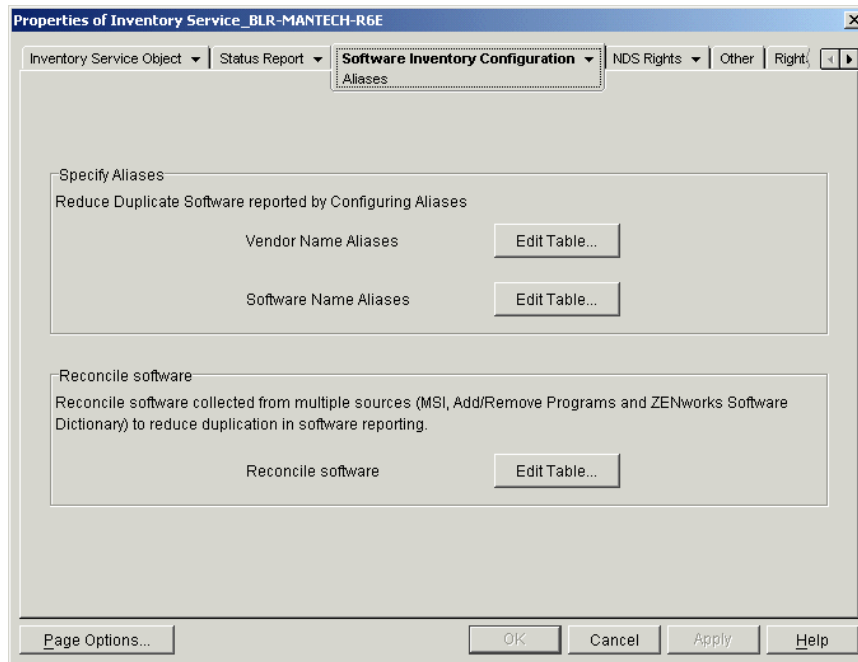 Properties of Inventory Service_BLR-MANTECH-R6E
Inventory Service Object
Status Report
Software Inventory Configuration
NDS Rights
Other
Aliases
Specify Aliases
Reduce Duplicate Software reported by Configuring Aliases
Vendor Name Aliases
Edit Table...
Software Name Aliases
Edit Table...
Reconcile software
Reconcile software collected from multiple sources (MSI, Add/Remove Programs and ZENworks Software
Dictionary) to reduce duplication in software reporting.
Reconcile software
Edit Table...
Page Options...
OK
Cancel
Apply
Help